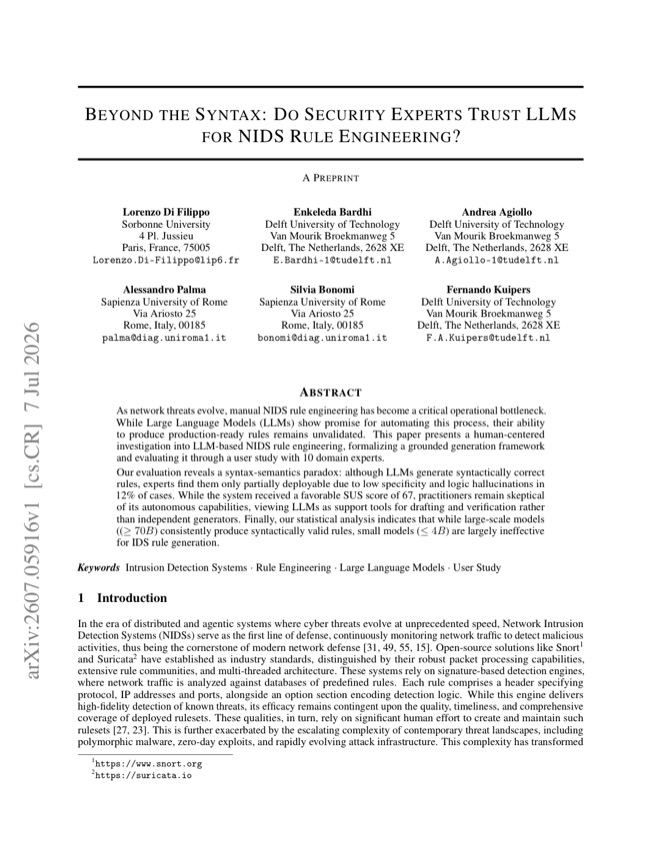 BEYOND THE SYNTAX: DO SECURITY EXPERTS TRUST LLMS
FOR NIDS RULE ENGINEERING?
A PREPRINT
Lorenzo Di Filippo
Sorbonne University
4 Pl. Jussieu
Paris, France, 75005
Lorenzo.Di-Filippo@lip6.fr
Enkeleda Bardhi
Delft University of Technology
Van Mourik Broekmanweg 5
Delft, The Netherlands, 2628 XE
E.Bardhi-1@tudelft.nl
Andrea Agiollo
Delft University of Technology
Van Mourik Broekmanweg 5
Delft, The Netherlands, 2628 XE
A.Agiollo-1@tudelft.nl
Alessandro Palma
Sapienza University of Rome
Via Ariosto 25
Rome, Italy, 00185
palma@diag.uniroma1.it
Silvia Bonomi
Sapienza University of Rome
Via Ariosto 25
Rome, Italy, 00185
bonomi@diag.uniroma1.it
Fernando Kuipers
Delft University of Technology
Van Mourik Broekmanweg 5
Delft, The Netherlands, 2628 XE
F.A.Kuipers@tudelft.nl
ABSTRACT
As network threats evolve, manual NIDS rule engineering has become a critical operational bottleneck.
While Large Language Models (LLMs) show promise for automating this process, their ability
to produce production-ready rules remains unvalidated. This paper presents a human-centered
investigation into LLM-based NIDS rule engineering, formalizing a grounded generation framework
and evaluating it through a user study with 10 domain experts.
Our evaluation reveals a syntax-semantics paradox: although LLMs generate syntactically correct
rules, experts find them only partially deployable due to low specificity and logic hallucinations in
12% of cases. While the system received a favorable SUS score of 67, practitioners remain skeptical
of its autonomous capabilities, viewing LLMs as support tools for drafting and verification rather
than independent generators. Finally, our statistical analysis indicates that while large-scale models
((≥ 70B) consistently produce syntactically valid rules, small models (≤ 4B) are largely ineffective
for IDS rule generation.
Keywords Intrusion Detection Systems · Rule Engineering · Large Language Models · User Study
1 Introduction
In the era of distributed and agentic systems where cyber threats evolve at unprecedented speed, Network Intrusion
Detection Systems (NIDSs) serve as the first line of defense, continuously monitoring network traffic to detect malicious
activities, thus being the cornerstone of modern network defense [31, 49, 55, 15]. Open-source solutions like Snort1
and Suricata2 have established as industry standards, distinguished by their robust packet processing capabilities,
extensive rule communities, and multi-threaded architecture. These systems rely on signature-based detection engines,
where network traffic is analyzed against databases of predefined rules. Each rule comprises a header specifying
protocol, IP addresses and ports, alongside an option section encoding detection logic. While this engine delivers
high-fidelity detection of known threats, its efficacy remains contingent upon the quality, timeliness, and comprehensive
coverage of deployed rulesets. These qualities, in turn, rely on significant human effort to create and maintain such
rulesets [27, 23]. This is further exacerbated by the escalating complexity of contemporary threat landscapes, including
polymorphic malware, zero-day exploits, and rapidly evolving attack infrastructure. This complexity has transformed
1https://www.snort.org
2https://suricata.io
arXiv:2607.05916v1 [cs.CR] 7 Jul 2026